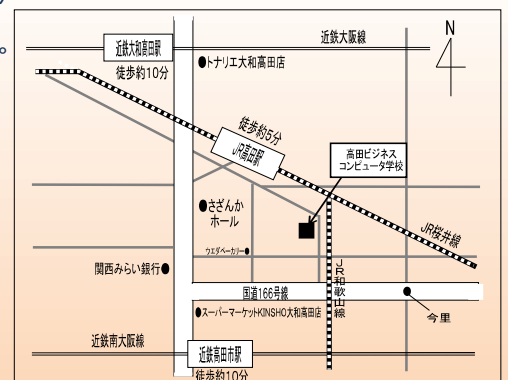 近鉄大阪線
N
近鉄大和高田駅
徒歩約10分
●トナリエ大和高田店
徒歩約5分
JR高田駅
高田ビジネス
コンピュータ学校
●さざんか
ホール
JR桜井線
ウエダベーカリー●
関西みらい銀行●
JR和歌山線
国道166号線
●スーパーマーケットKINSHO大和高田店
今里
近鉄南大阪線
近鉄高田市駅
徒歩約10分